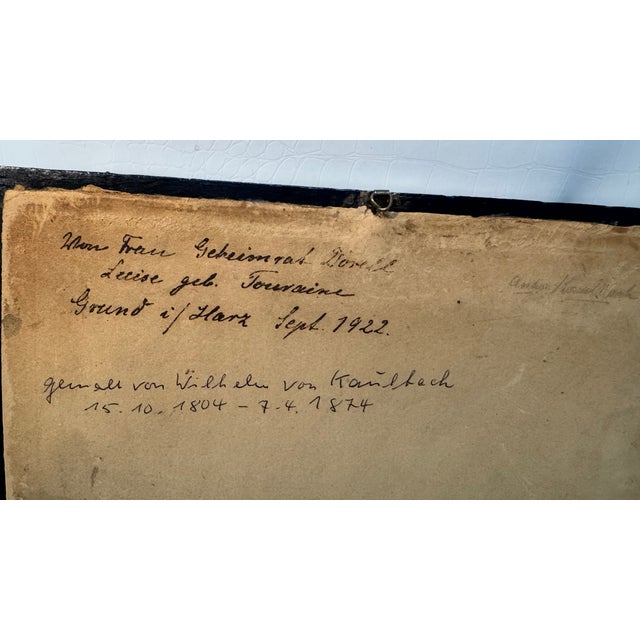 Von Frau Geheimrat Dörell
Luise geb. Touraine
Grund i/Harz Sept. 1922.
gemalt von Wilhelm von Kaulbach
15.10.1804 - 7.4.1874